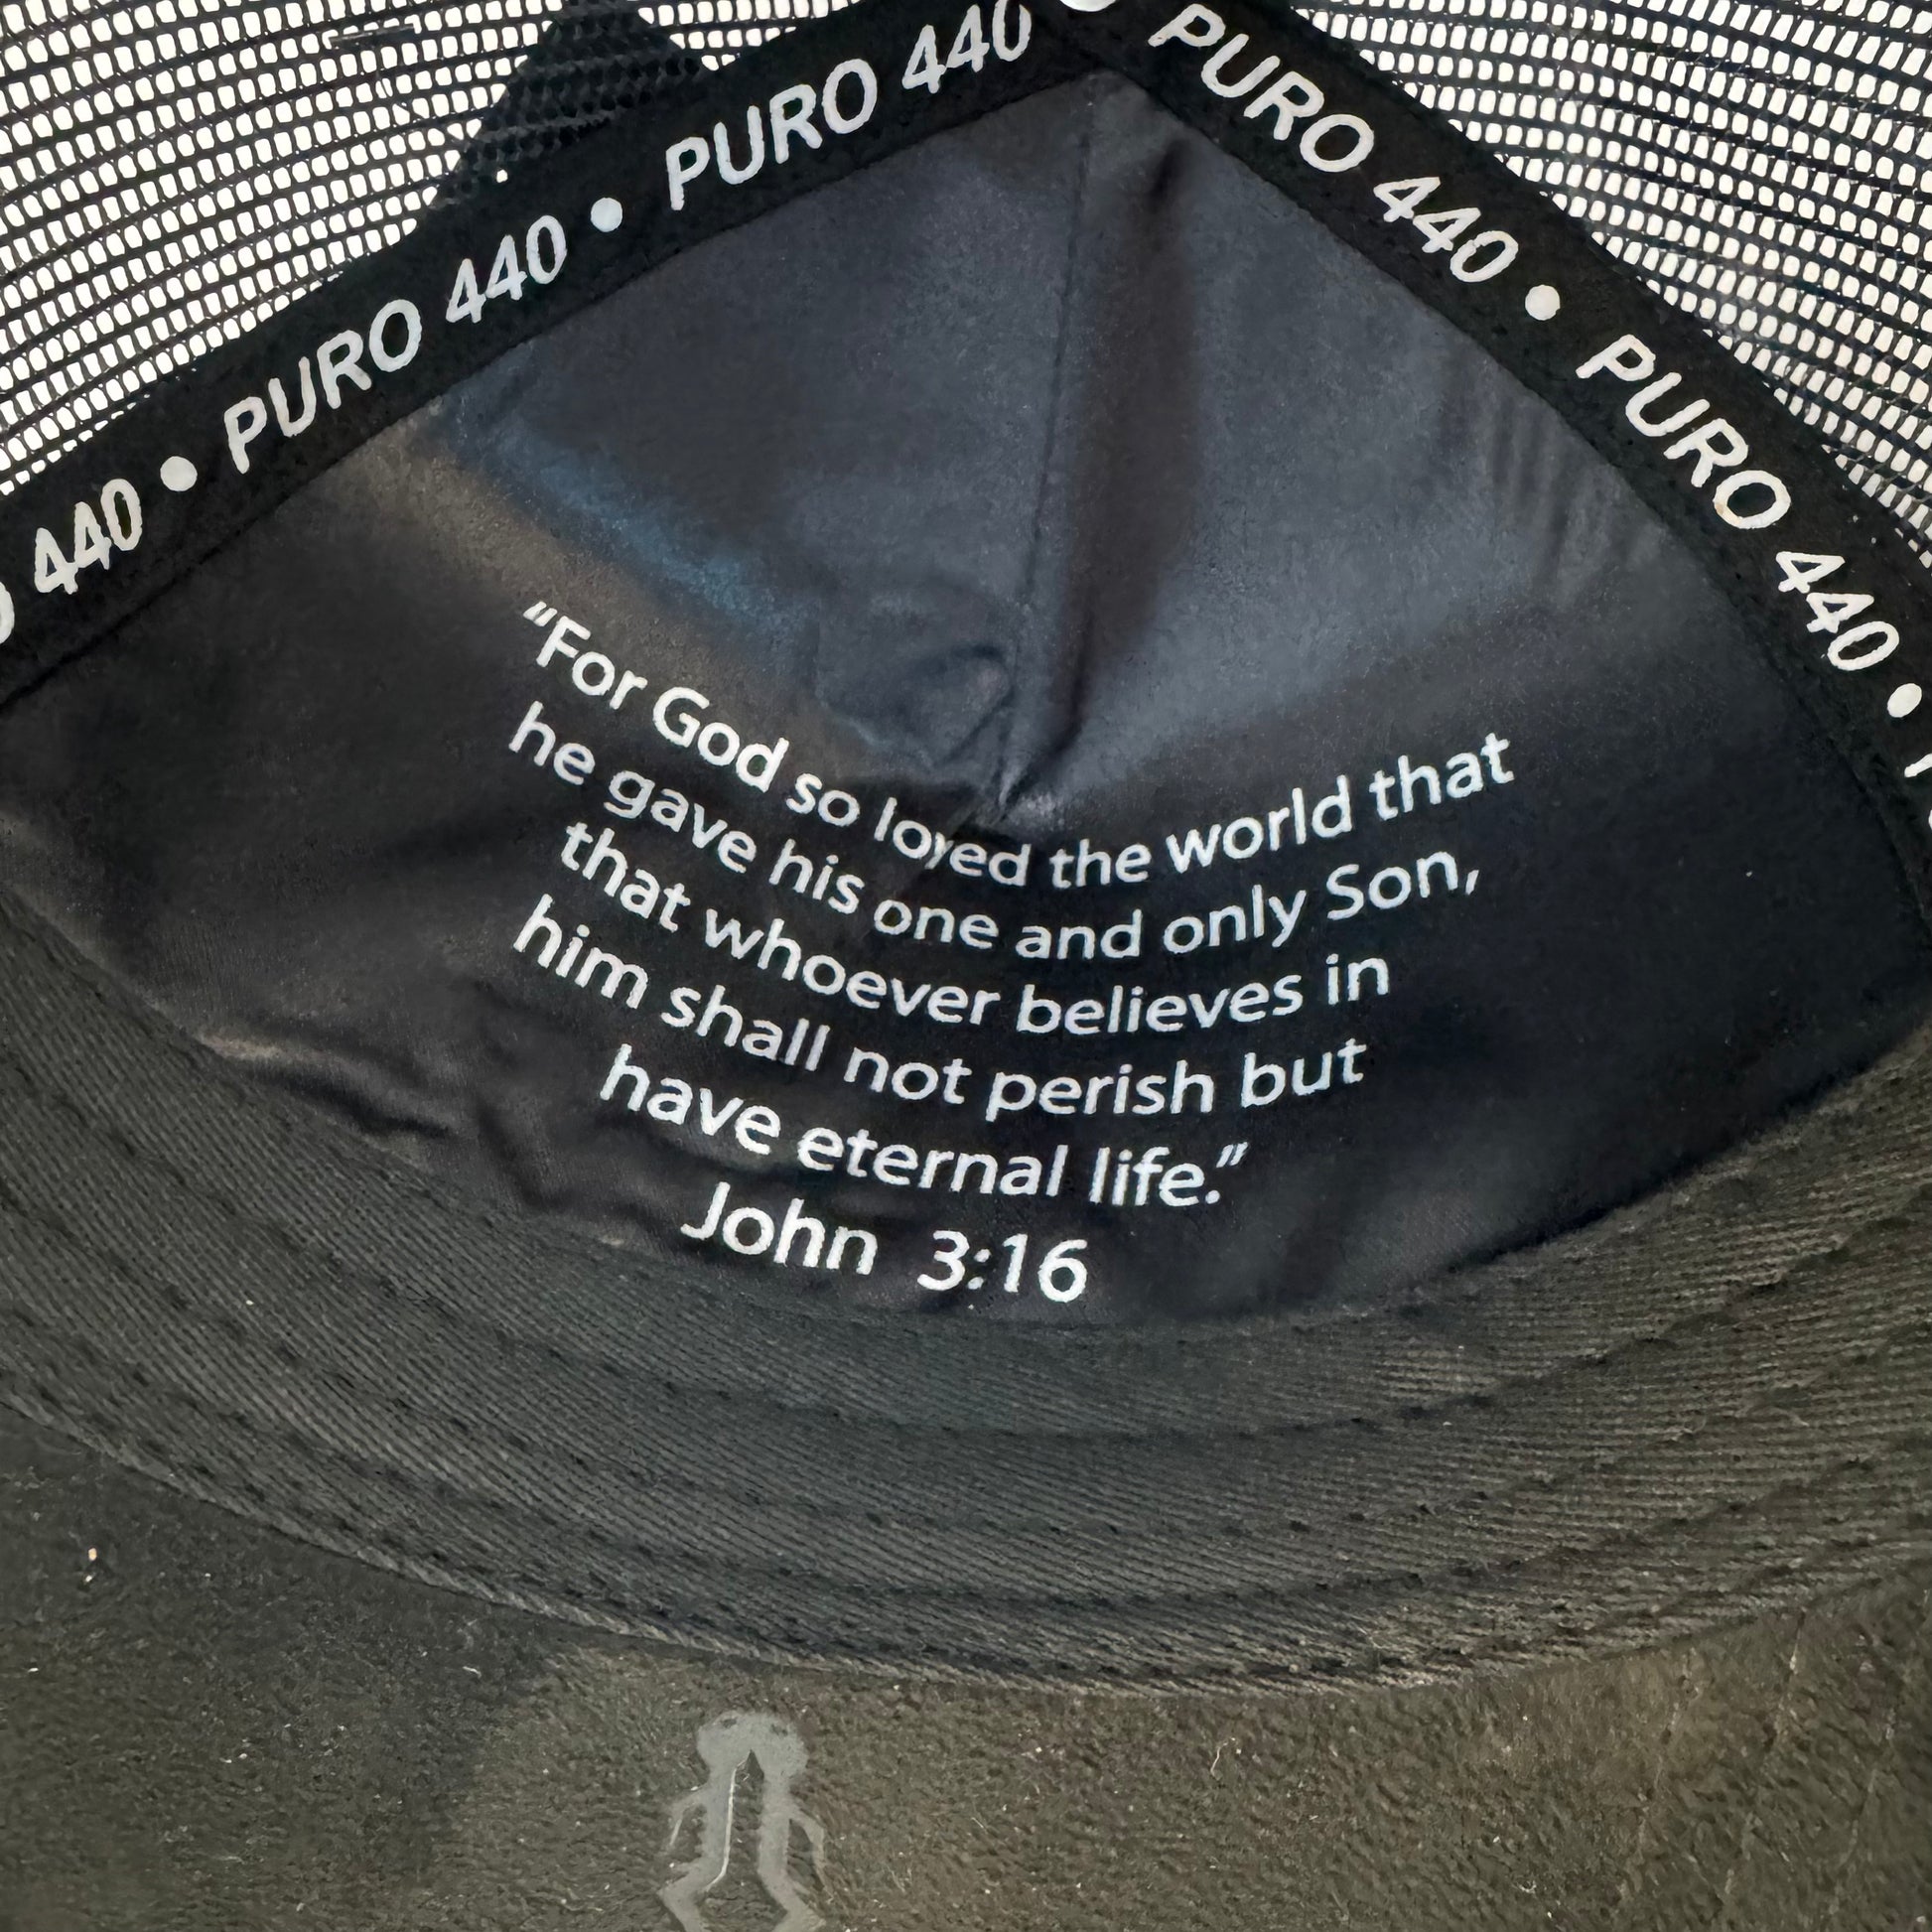 440 • PURO 440 • PURO 440
PURO 440 • PURO 440 •
“For God so loved the world that
he gave his one and only Son,
that whoever believes in
him shall not perish but
have eternal life.”
John 3:16